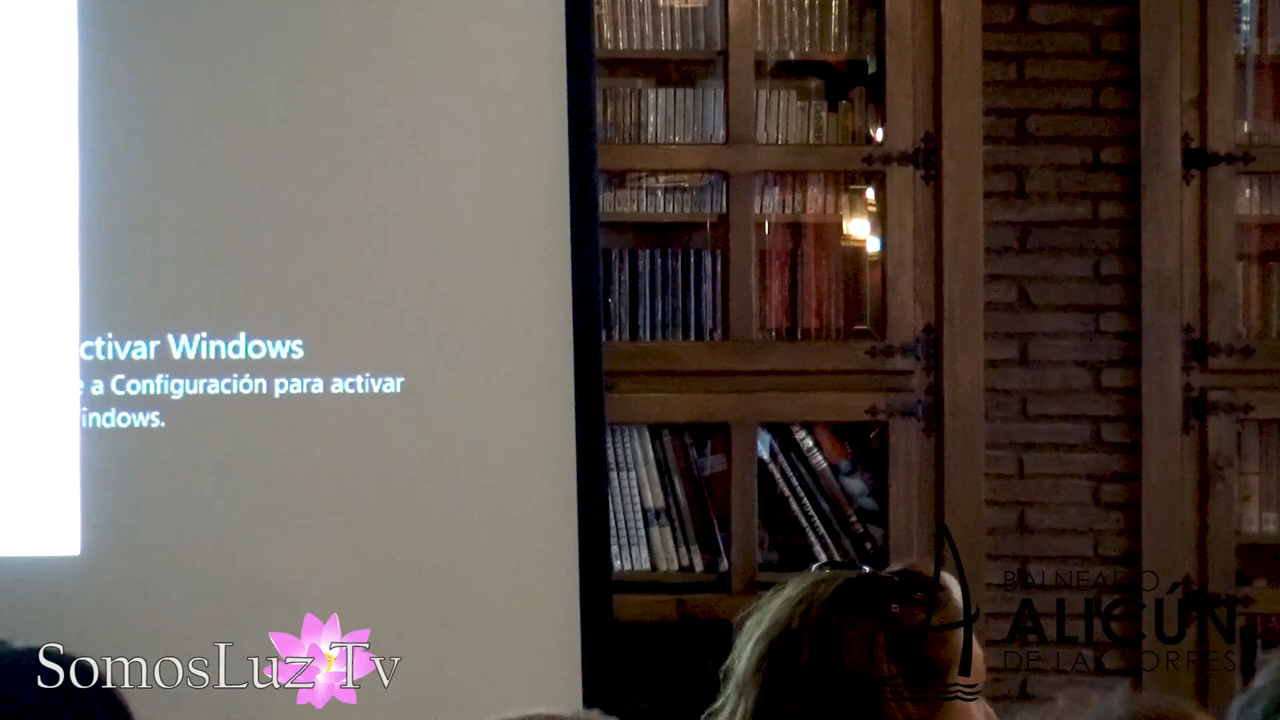 ctivar Windows
e a Configuración para activar
indows.
SomosLuz Tv
BALNEARIO
ALICÚN
DE LAS TORRES